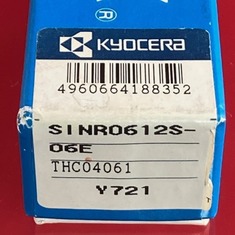 ®
KYOCERA
4960664188352
SINR0612S-
06E
THC04061
Y721